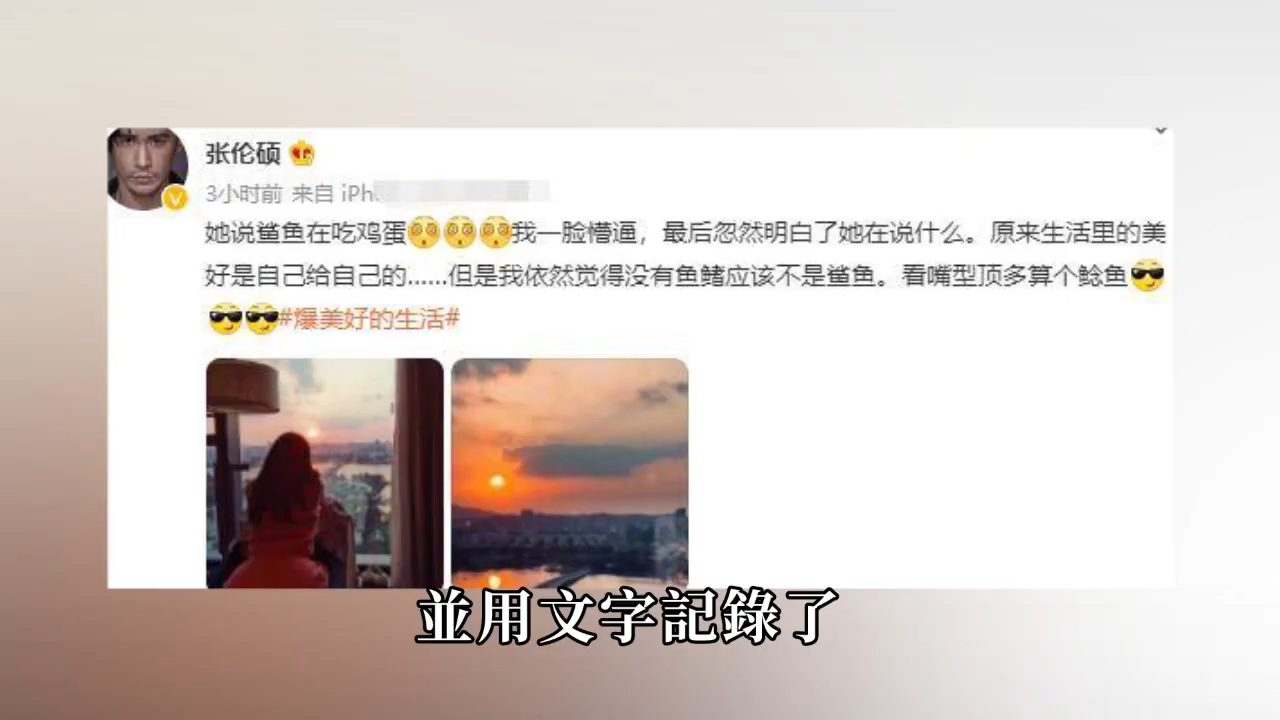 张伦硕
3小时前 来自 iPh
她说鲨鱼在吃鸡蛋我一脸懵逼，最后忽然明白了她在说什么。原来生活里的美
好是自己给自己的......但是我依然觉得没有鱼鳍应该不是鲨鱼。看嘴型顶多算个鲶鱼
#爆美好的生活#
並用文字記錄了